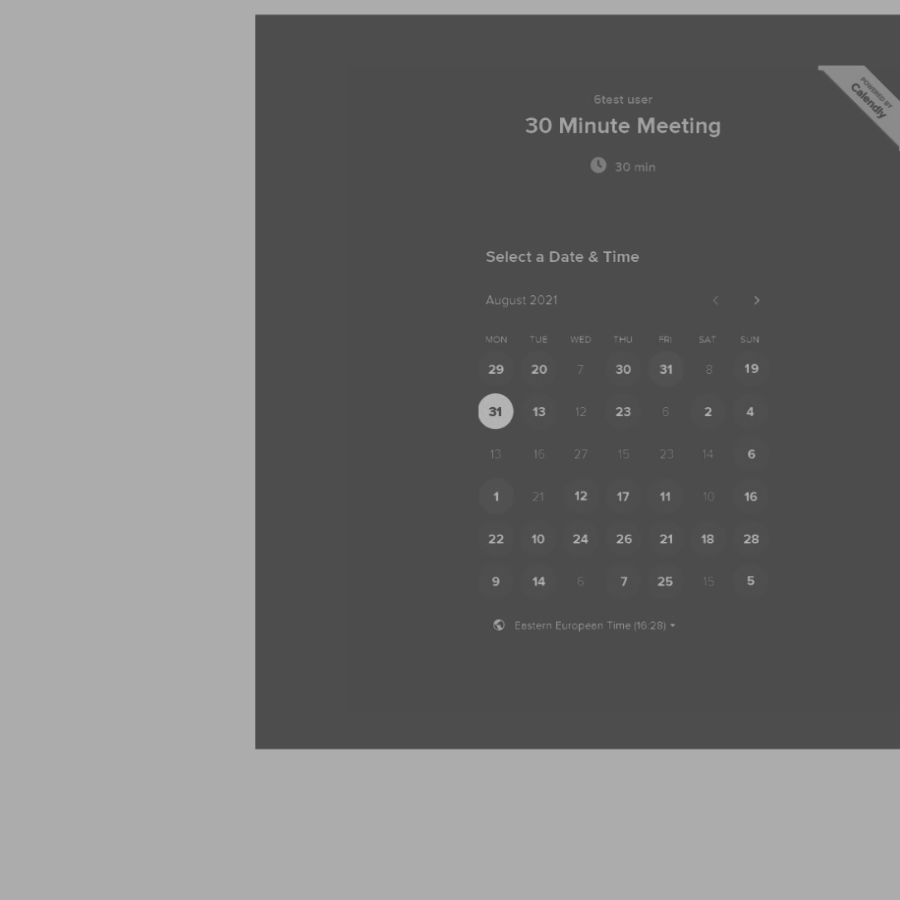 6test user
30 Minute Meeting
30 min
POWERED BY
Calendly
Select a Date & Time
August 2021
MON TUE WED THU FRI SAT SUN
29 20 7 30 31 8 19
31 13 12 23 6 2 4
13 16 27 15 23 14 6
1 21 12 17 11 10 16
22 10 24 26 21 18 28
9 14 6 7 25 15 5
Eastern European Time (16:28)